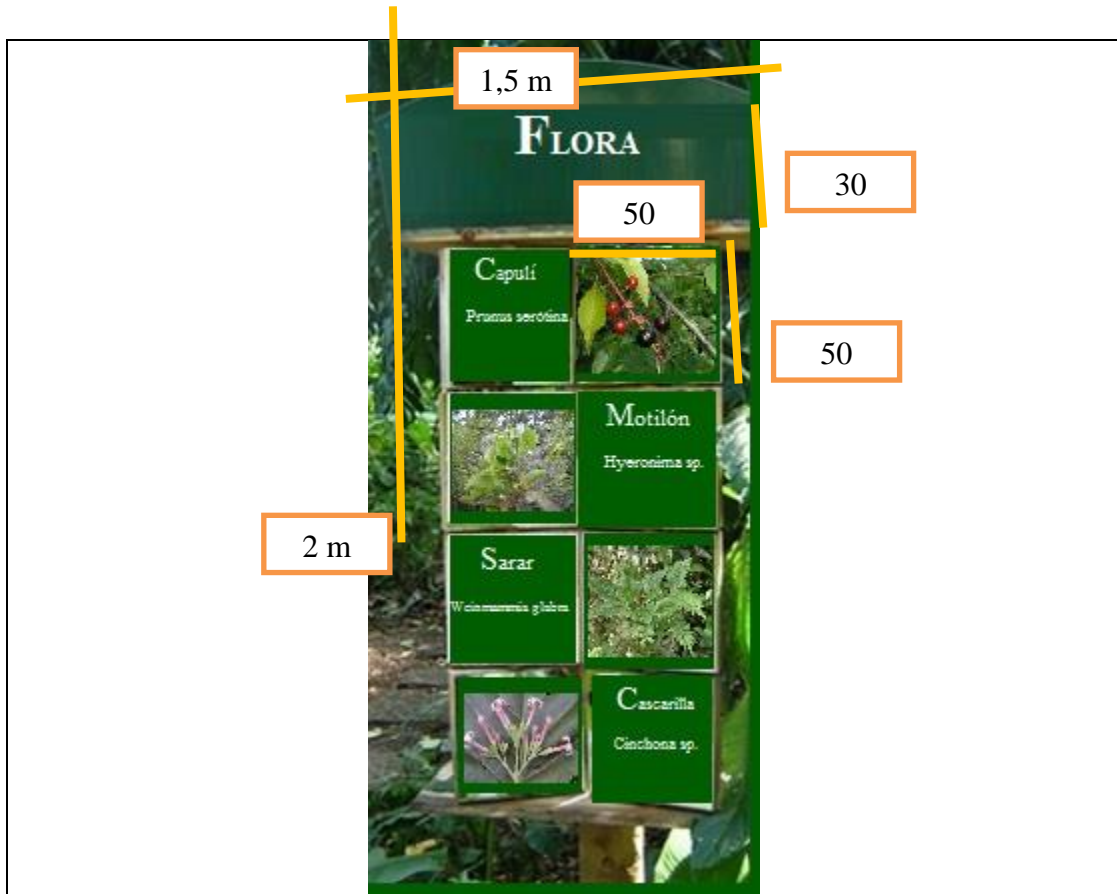 1,5 m
FLORA
30
50
Capulí
Prunus serótina
50
Motilón
Hyeronima sp.
2 m
Sarar
Weinmannia glabra
Cascarilla
Cinchona sp.